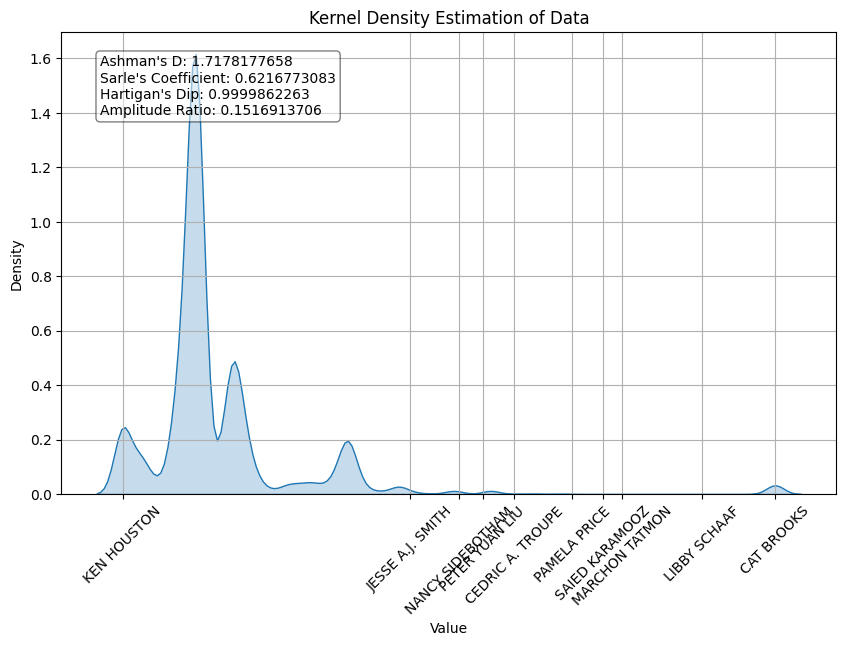 Kernel Density Estimation of Data
Ashman's D: 1.7178177658
Sarle's Coefficient: 0.6216773083
Hartigan's Dip: 0.9999862263
Amplitude Ratio: 0.1516913706
Density
1.6
1.4
1.2
1.0
0.8
0.6
0.4
0.2
0.0
KEN HOUSTON
JESSE A.J. SMITH
NANCY SIDEBOTHAM
PETER YUAN LIU
CEDRIC A. TROUPE
PAMELA PRICE
SAIED KARAMOOZ
MARCHON TATMON
LIBBY SCHAAF
CAT BROOKS
Value